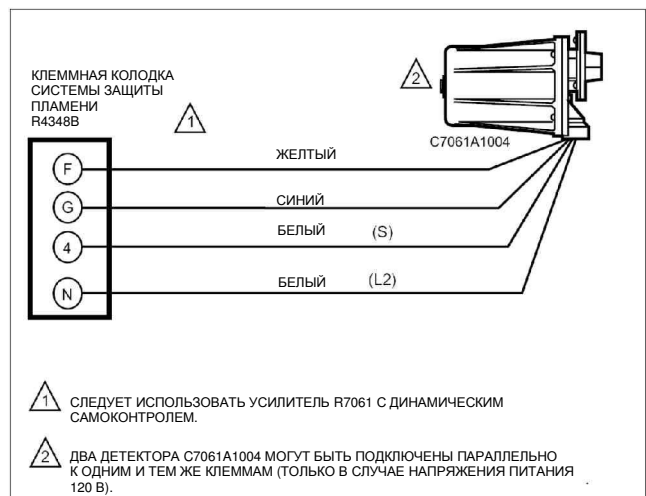 КЛЕММНАЯ КОЛОДКА
СИСТЕМЫ ЗАЩИТЫ
ПЛАМЕНИ
R4348B
1
2
C7061A1004
F
ЖЕЛТЫЙ
G
СИНИЙ
4
БЕЛЫЙ (S)
N
БЕЛЫЙ (L2)
1 СЛЕДУЕТ ИСПОЛЬЗОВАТЬ УСИЛИТЕЛЬ R7061 С ДИНАМИЧЕСКИМ
САМОКОНТРОЛЕМ.
2 ДВА ДЕТЕКТОРА C7061A1004 МОГУТ БЫТЬ ПОДКЛЮЧЕНЫ ПАРАЛЛЕЛЬНО
К ОДНИМ И ТЕМ ЖЕ КЛЕММАМ (ТОЛЬКО В СЛУЧАЕ НАПРЯЖЕНИЯ ПИТАНИЯ
120 В).